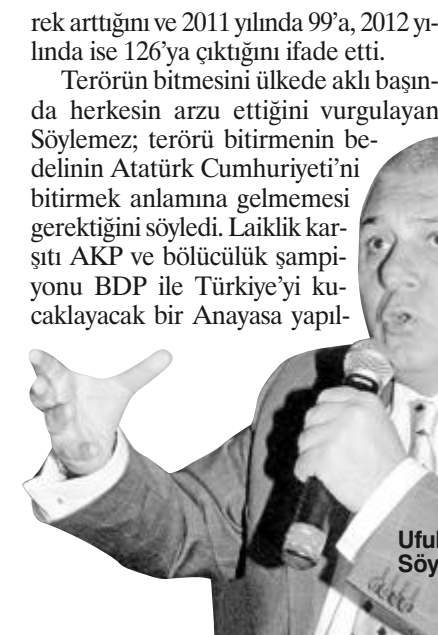 rek arttığını ve 2011 yılında 99’a, 2012 yı-
lında ise 126’ya çıktığını ifade etti.
Terörün bitmesini ülkede aklı başın-
da herkesin arzu ettiğini vurgulayan
Söylemez; terörü bitirmenin be-
delinin Atatürk Cumhuriyeti’ni
bitirmek anlamına gelmemesi
gerektiğini söyledi. Laiklik kar-
şıtı AKP ve bölücülük şampi-
yonu BDP ile Türkiye’yi ku-
caklayacak bir Anayasa yapıl-